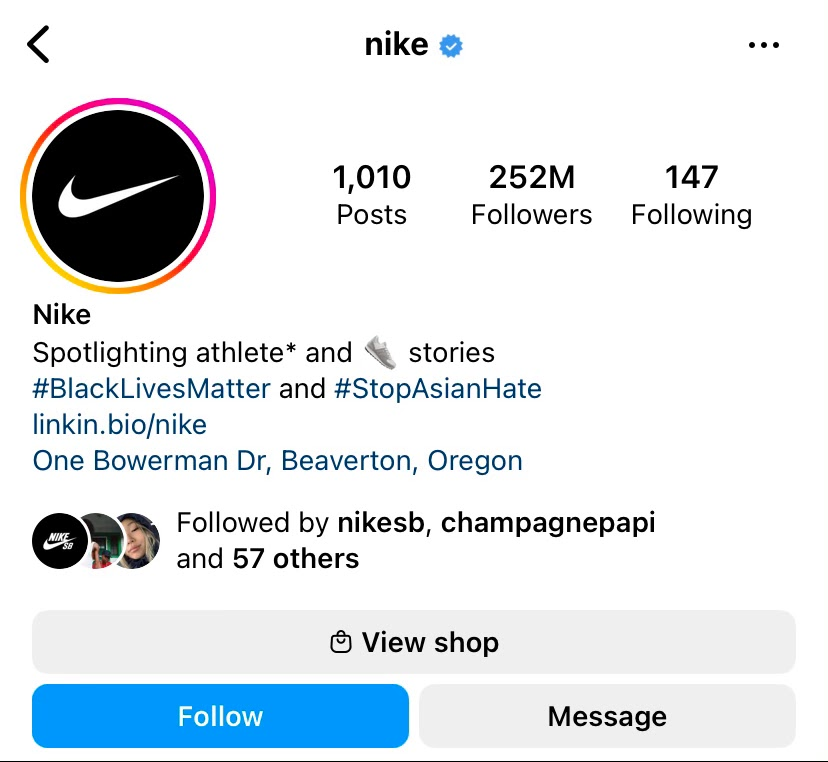 nike
1,010 252M 147
Posts Followers Following
Nike
Spotlighting athlete* and 👟 stories
#BlackLivesMatter and #StopAsianHate
linkin.bio/nike
One Bowerman Dr, Beaverton, Oregon
NIKE
SB
Followed by nikesb, champagnepapi
and 57 others
View shop
Follow Message